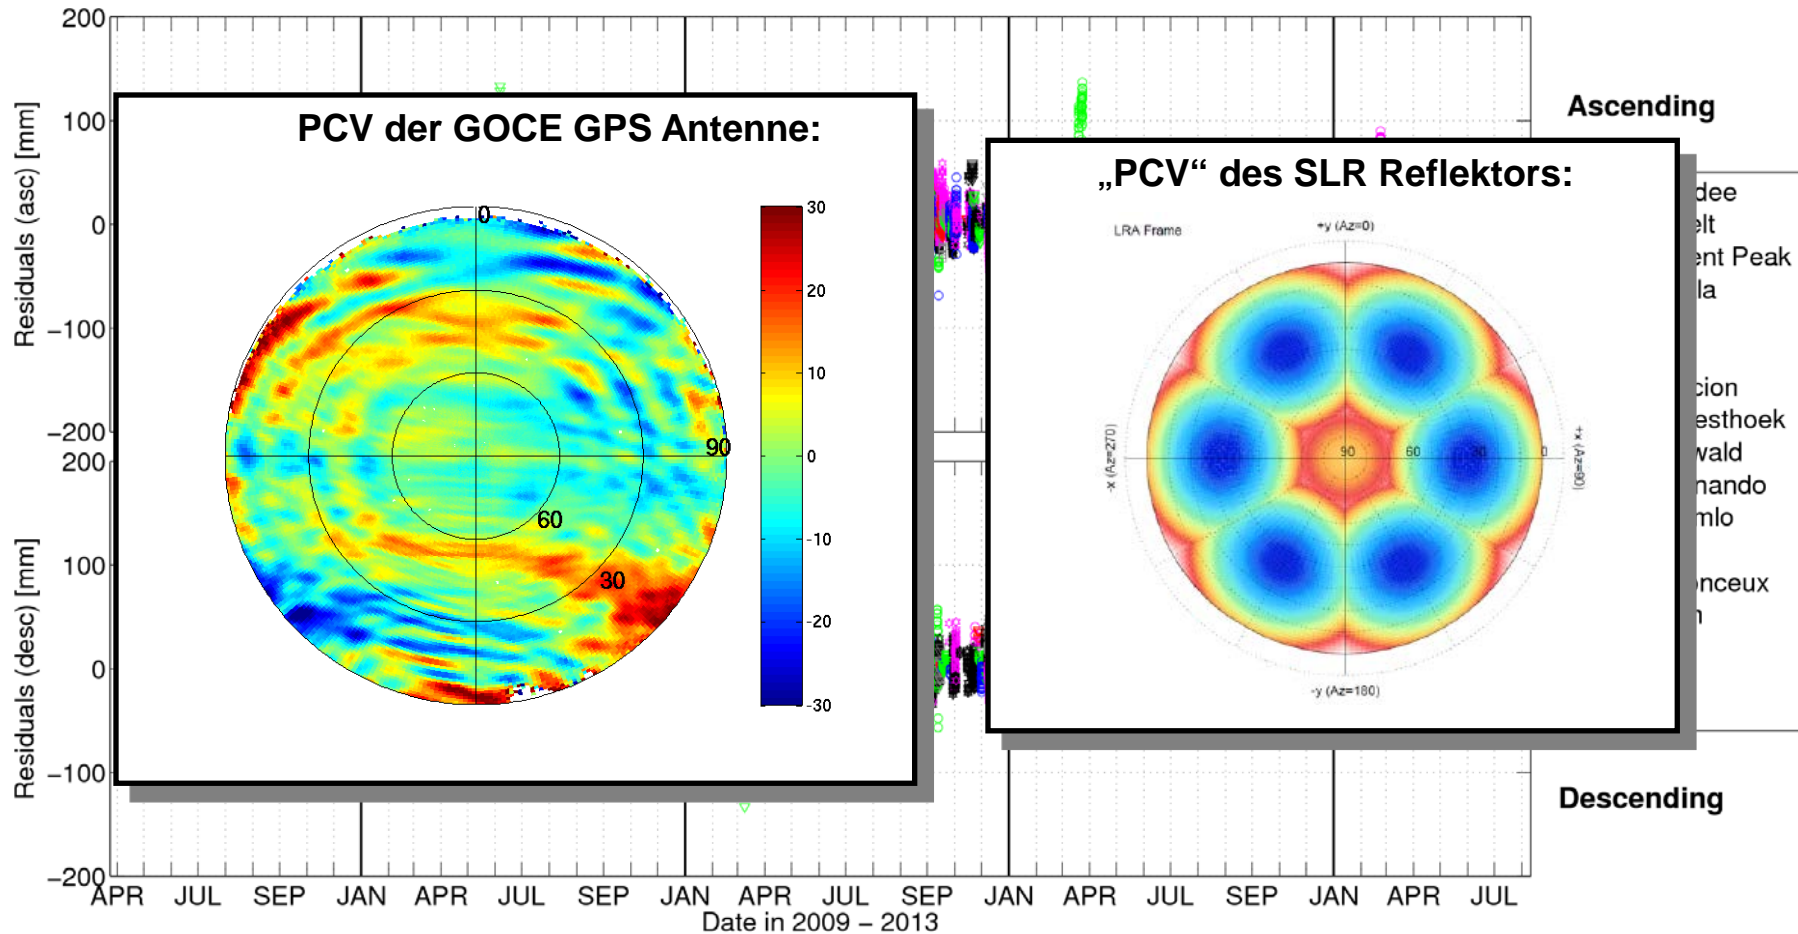 200
100
0
−100
−200
Residuals (asc) [mm]
200
100
0
−100
−200
Residuals (desc) [mm]
PCV der GOCE GPS Antenne:
0
90
60
30
30
20
10
0
-10
-20
-30
„PCV“ des SLR Reflektors:
LRA Frame
+y (Az=0)
-x (Az=270)
90
60
30
0
+x (Az=90)
-y (Az=180)
Ascending
dee
elt
ent Peak
la
cion
esthoek
wald
nando
mlo
onceux
Descending
APR JUL SEP JAN APR JUL SEP JAN APR JUL SEP JAN APR JUL SEP JAN APR JUL
Date in 2009 − 2013